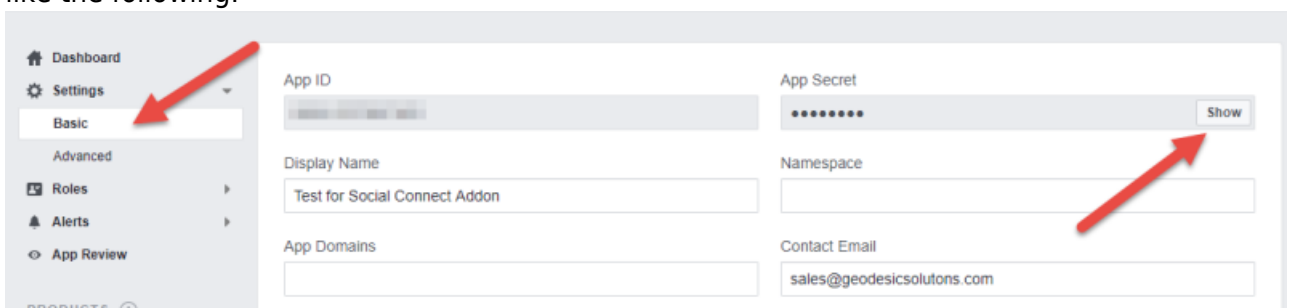 like the following:
Dashboard
Settings
Basic
Advanced
Roles
Alerts
App Review
PRODUCTS
App ID
App Secret
••••••••
Show
Display Name
Test for Social Connect Addon
Namespace
App Domains
Contact Email
sales@geodesicsolutons.com